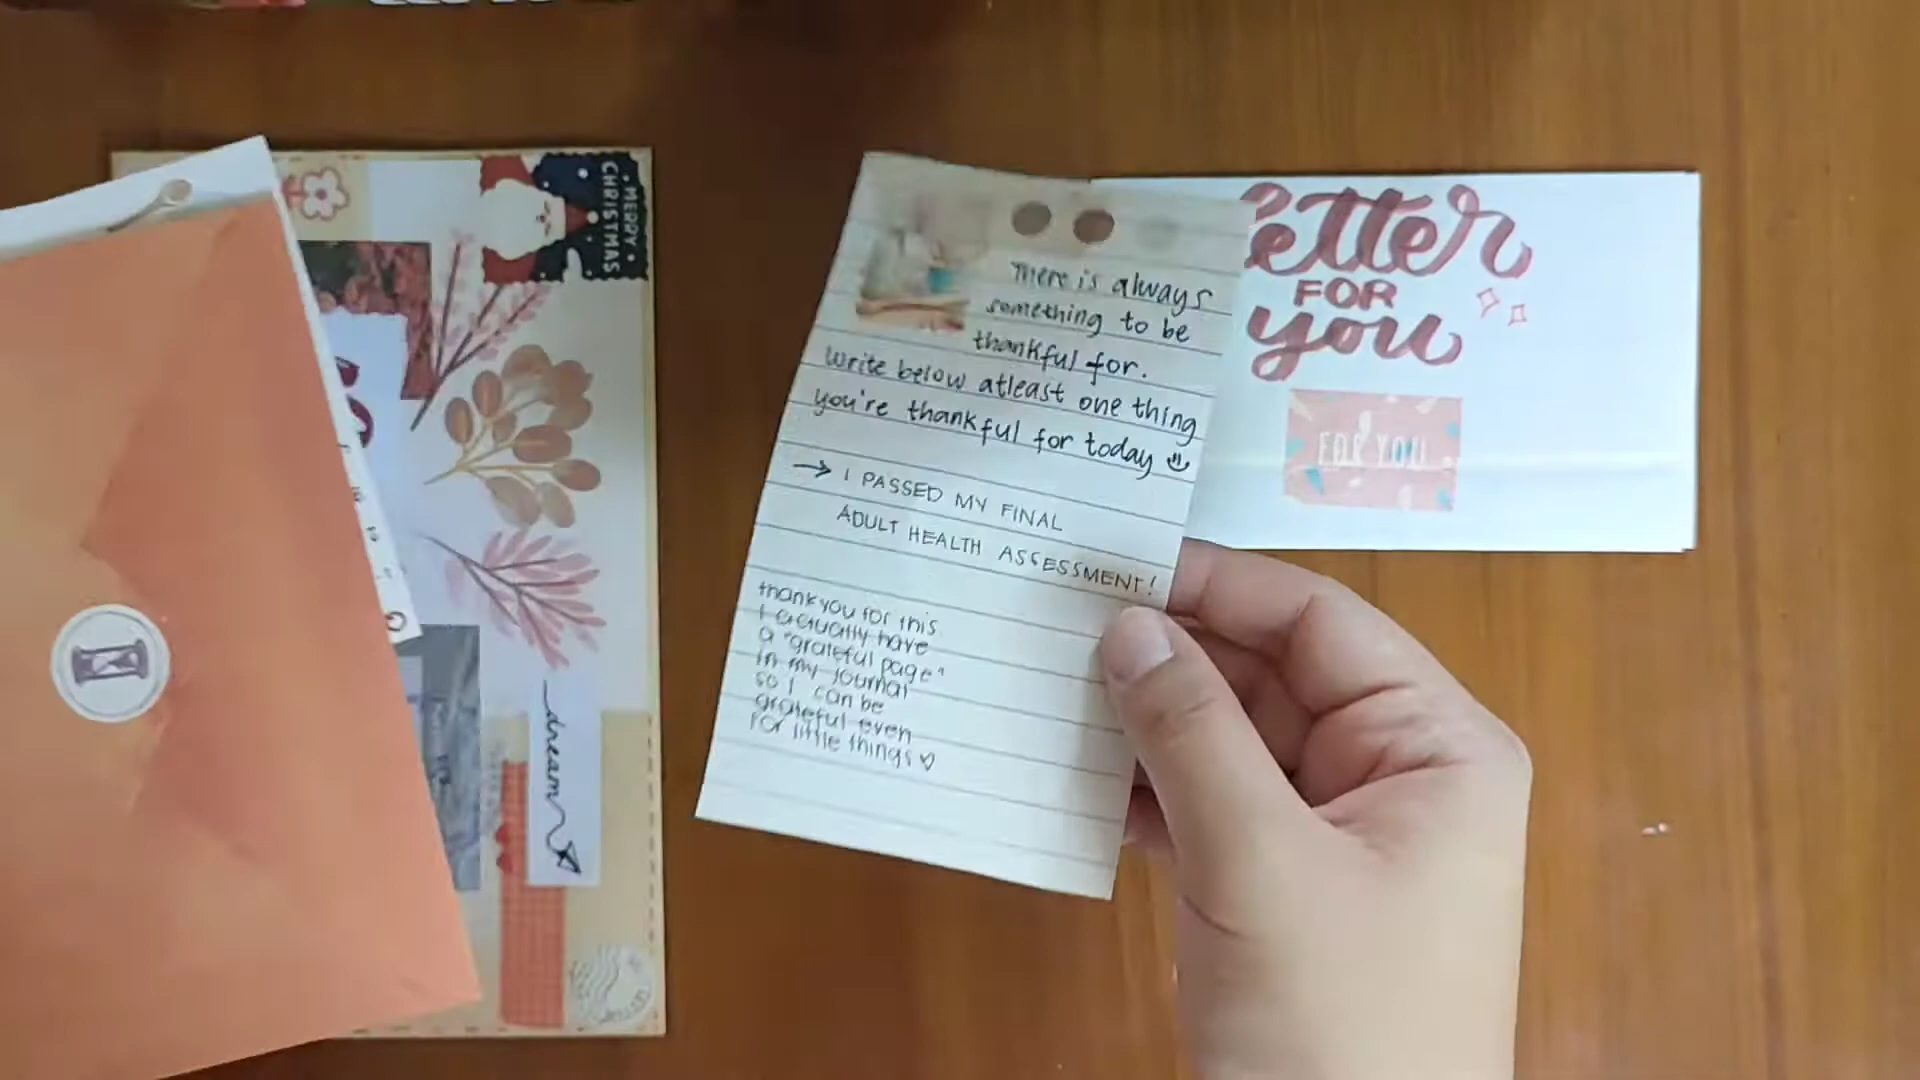 MERRY
CHRISTMAS
dream
There is always
something to be
thankful for.
Write below atleast one thing
you're thankful for today
→ I PASSED MY FINAL
ADULT HEALTH ASSESSMENT!
thank you for this
I actually have
a "grateful page"
in my journal
so I can be
grateful even
for little things ♡
letter
FOR
you
FOR YOU